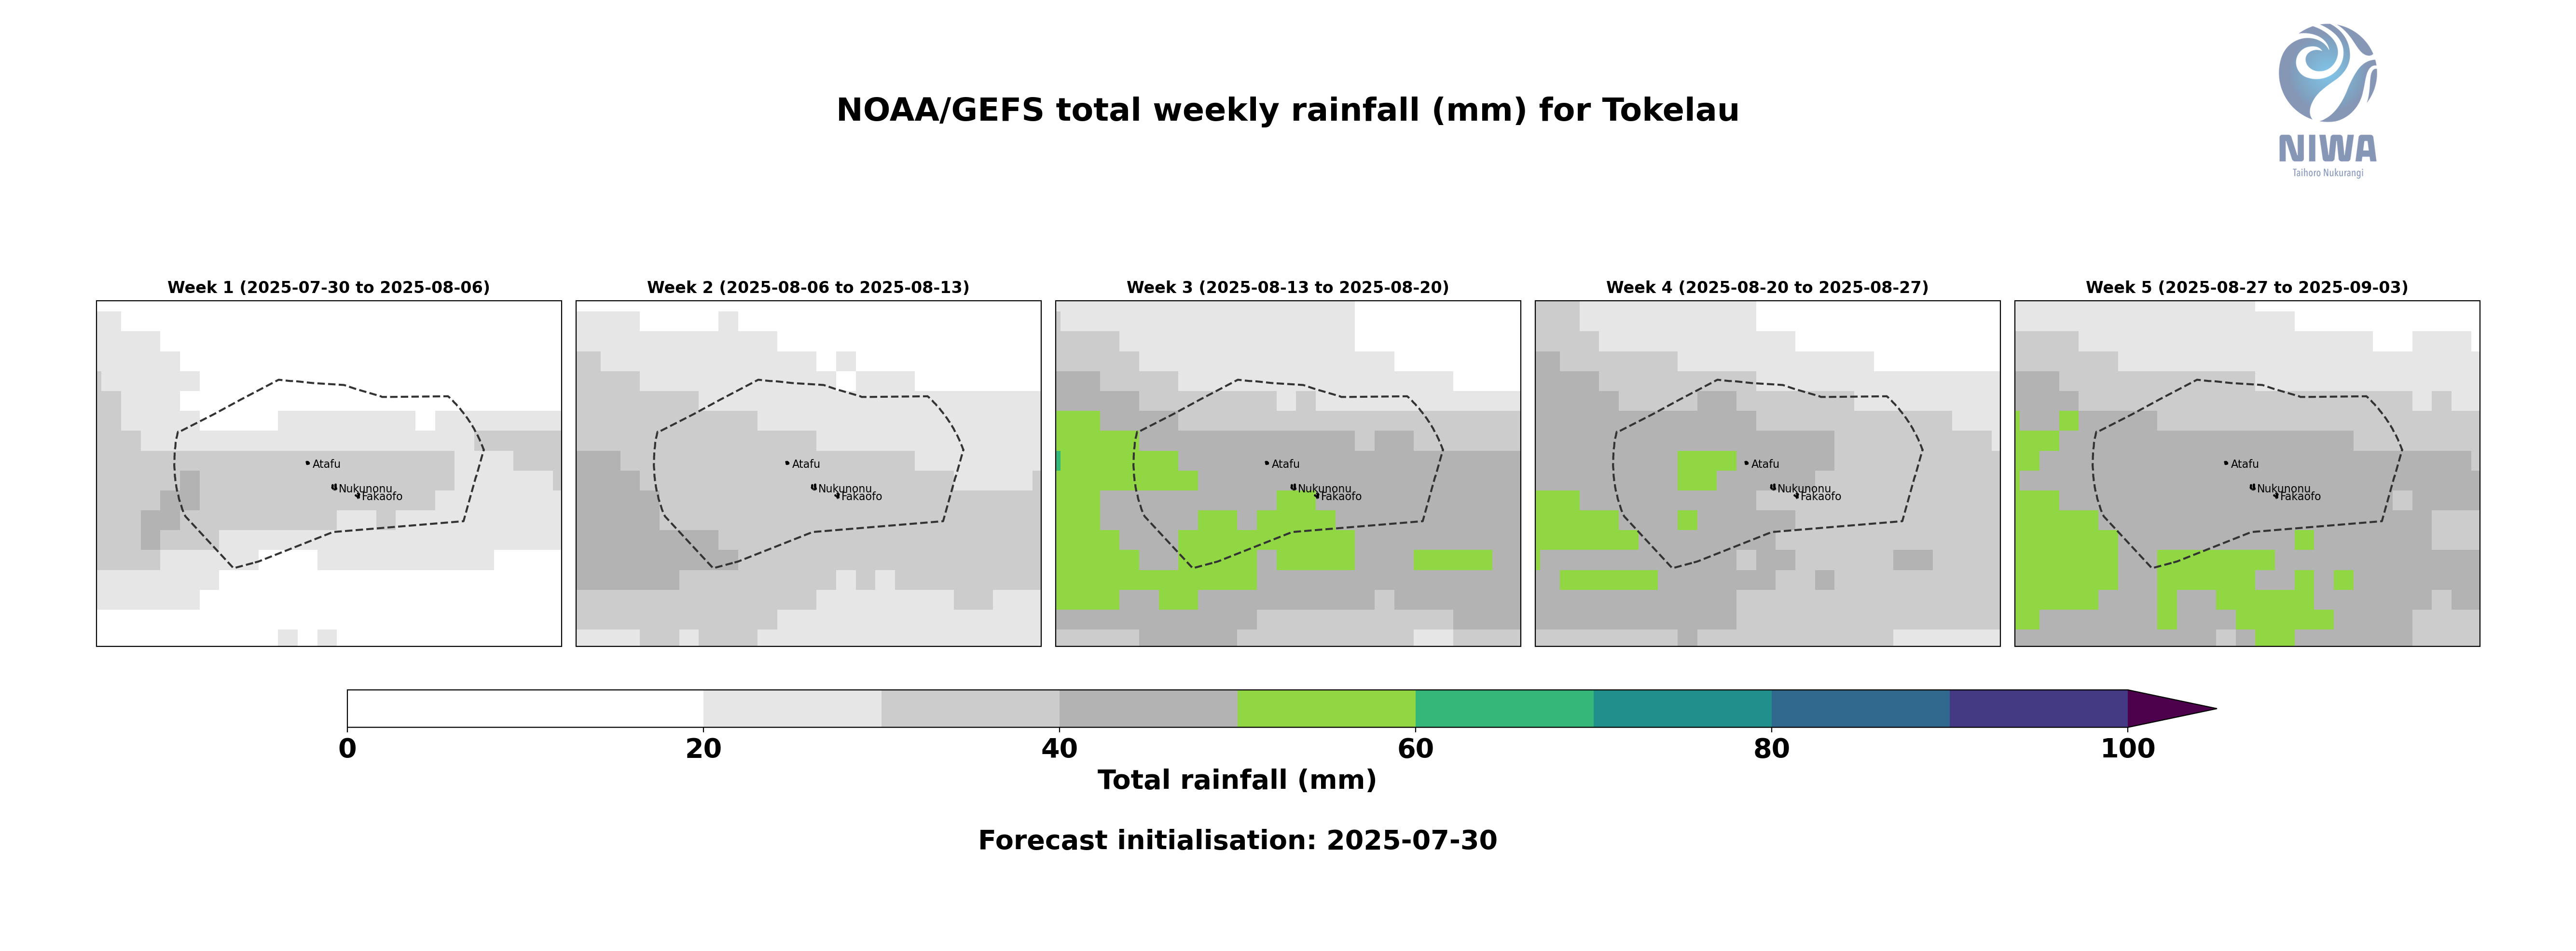 NOAA/GEFS total weekly rainfall (mm) for Tokelau
NIWA
Taihoro Nukurangi
Week 1 (2025-07-30 to 2025-08-06)
Week 2 (2025-08-06 to 2025-08-13)
Week 3 (2025-08-13 to 2025-08-20)
Week 4 (2025-08-20 to 2025-08-27)
Week 5 (2025-08-27 to 2025-09-03)
Atafu
Nukunonu
Fakaofo
Atafu
Nukunonu
Fakaofo
Atafu
Nukunonu
Fakaofo
Atafu
Nukunonu
Fakaofo
Atafu
Nukunonu
Fakaofo
0 20 40 60 80 100
Total rainfall (mm)
Forecast initialisation: 2025-07-30